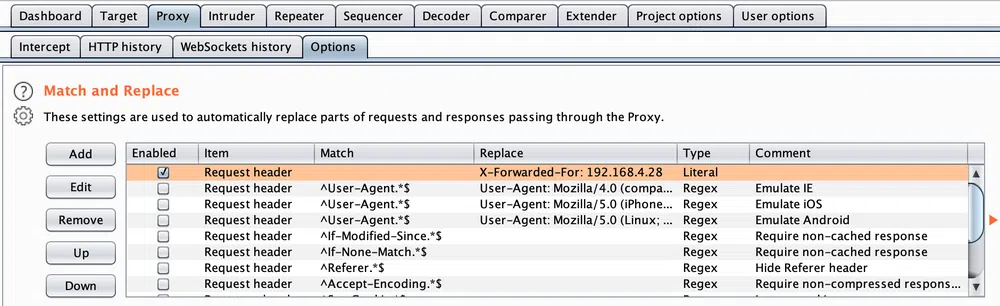 Dashboard Target Proxy Intruder Repeater Sequencer Decoder Comparer Extender Project options User options
Intercept HTTP history WebSockets history Options
? Match and Replace
These settings are used to automatically replace parts of requests and responses passing through the Proxy.
Add
Edit
Remove
Up
Down
Enabled Item Match Replace Type Comment
Request header X-Forwarded-For: 192.168.4.28 Literal
Request header ^User-Agent.*$ User-Agent: Mozilla/4.0 (compa... Regex Emulate IE
Request header ^User-Agent.*$ User-Agent: Mozilla/5.0 (iPhone... Regex Emulate iOS
Request header ^User-Agent.*$ User-Agent: Mozilla/5.0 (Linux; ... Regex Emulate Android
Request header ^If-Modified-Since.*$ Regex Require non-cached response
Request header ^If-None-Match.*$ Regex Require non-cached response
Request header ^Referer.*$ Regex Hide Referer header
Request header ^Accept-Encoding.*$ Regex Require non-compressed respons...